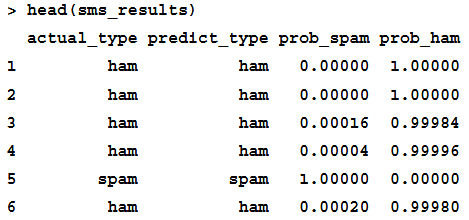 > head(sms_results)
actual_type predict_type prob_spam prob_ham
1 ham ham 0.00000 1.00000
2 ham ham 0.00000 1.00000
3 ham ham 0.00016 0.99984
4 ham ham 0.00004 0.99996
5 spam spam 1.00000 0.00000
6 ham ham 0.00020 0.99980